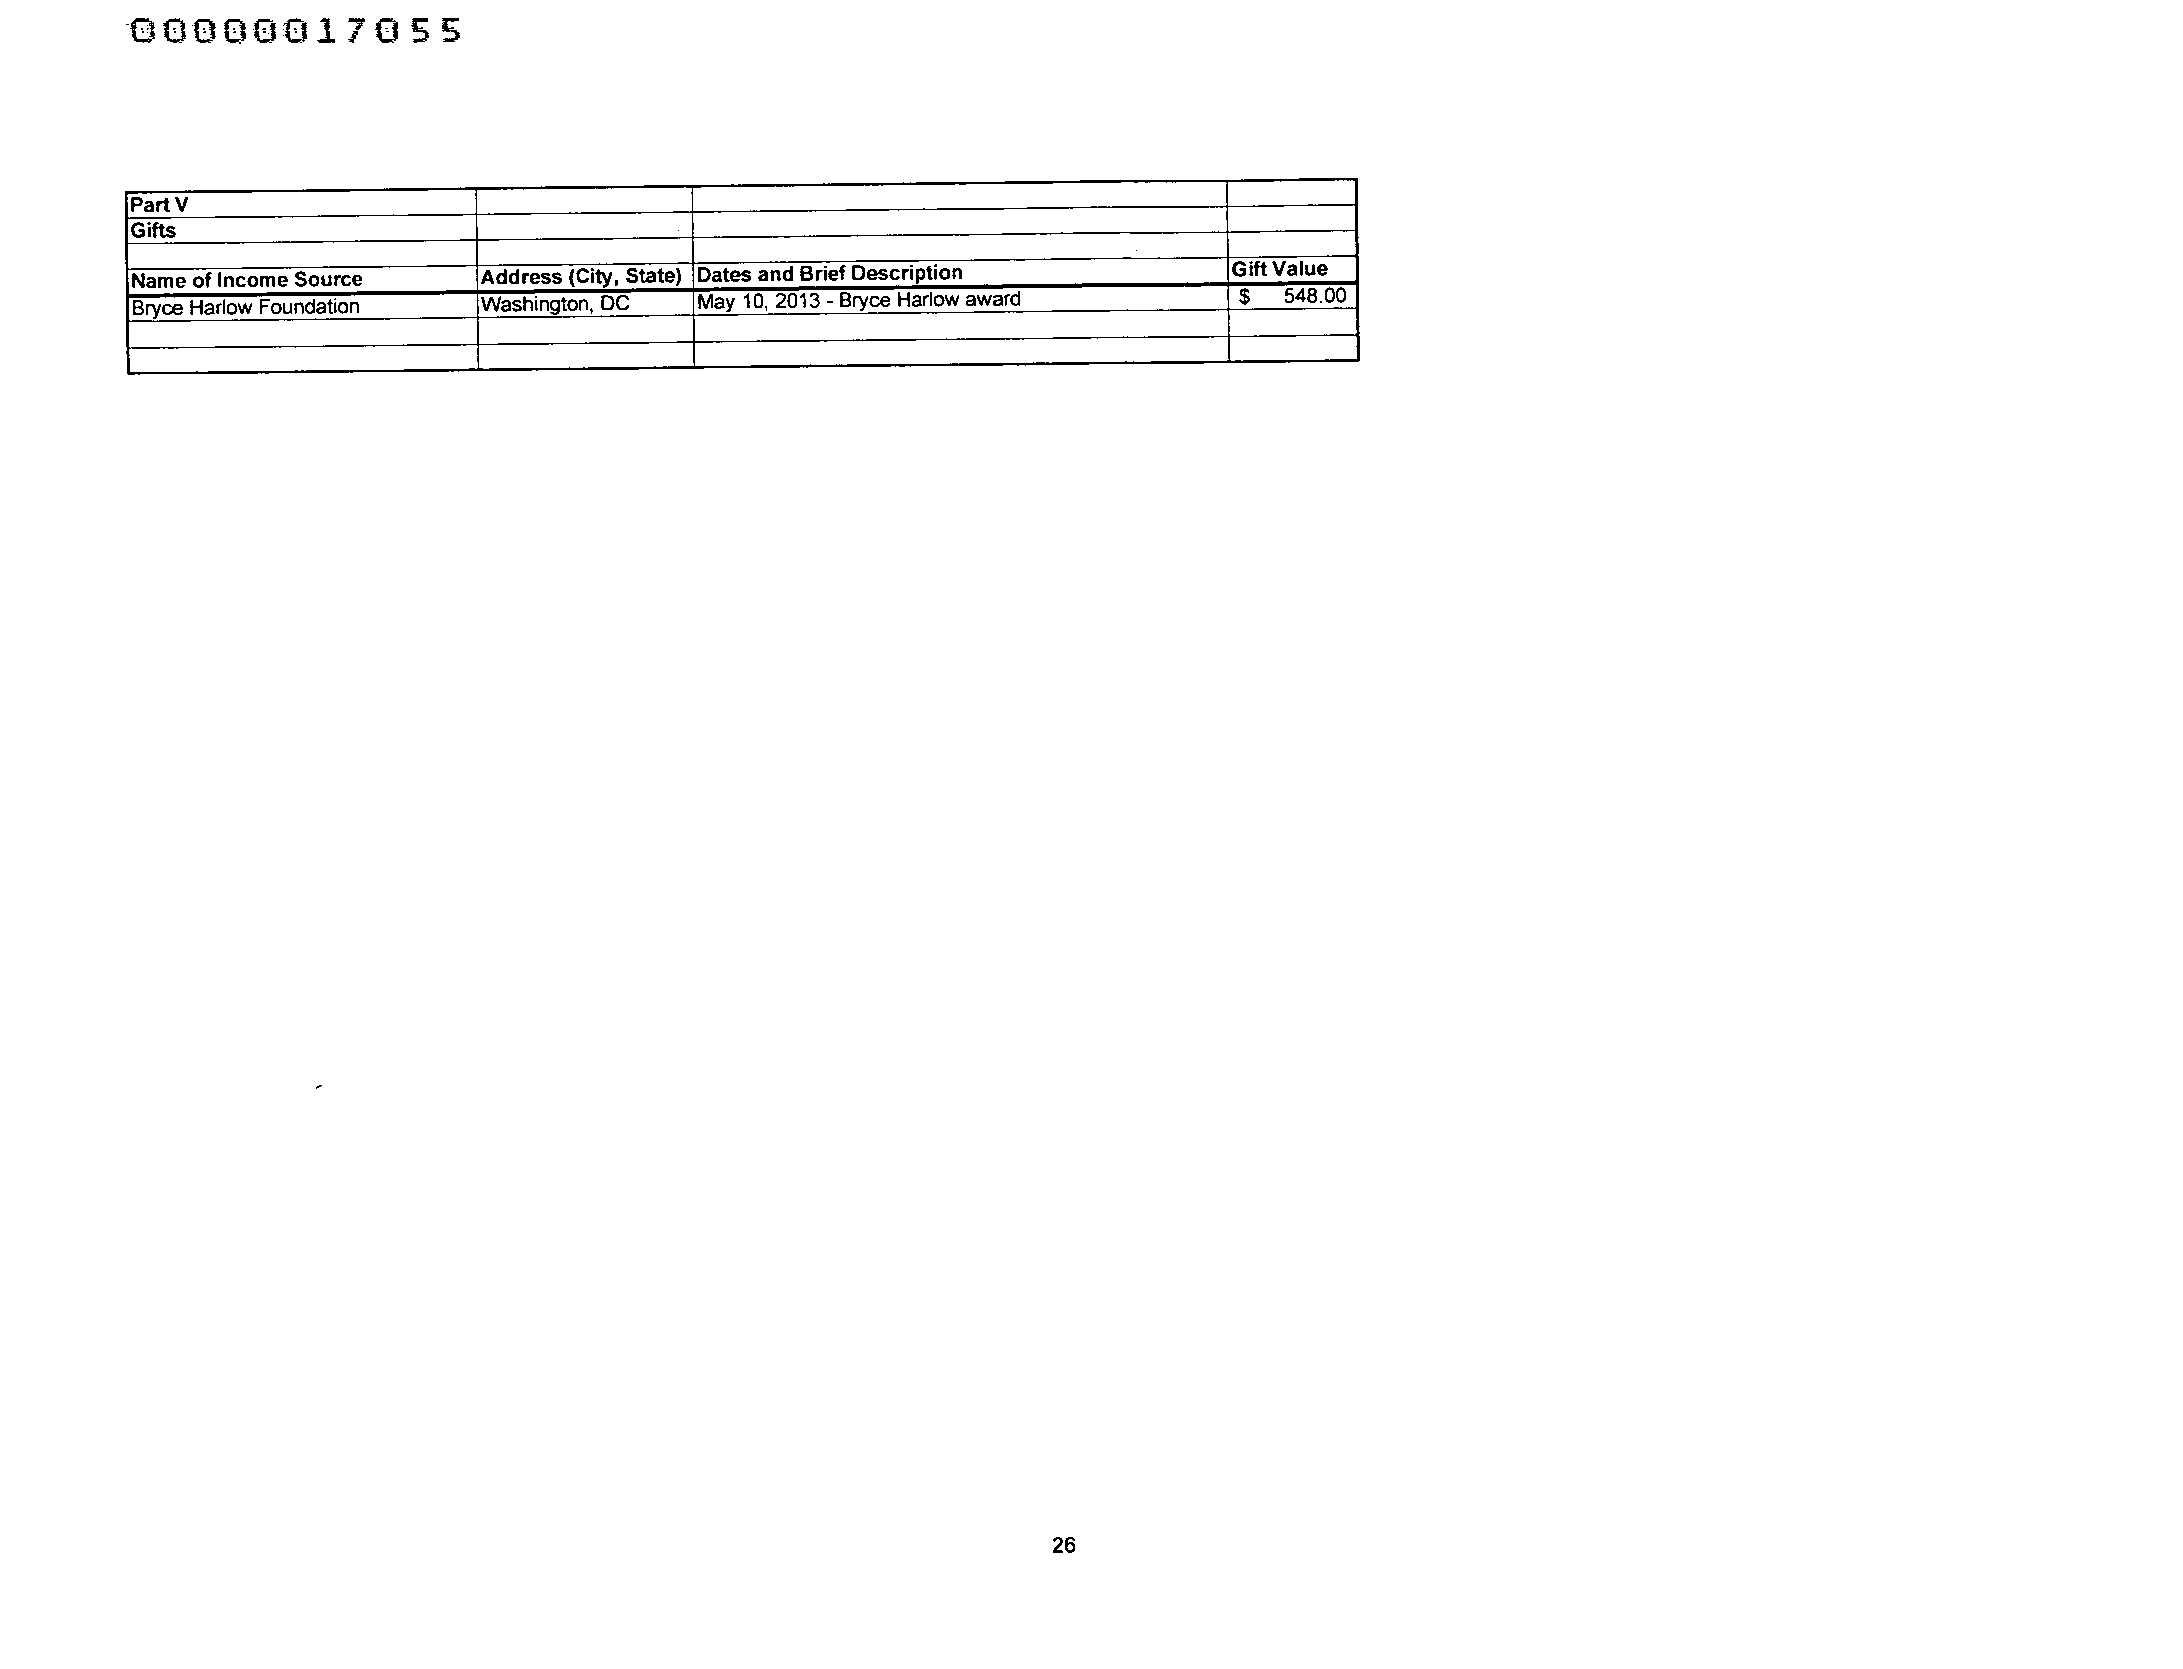 00000017055
Part V
Gifts
Name of Income Source Address (City, State) Dates and Brief Description Gift Value
Bryce Harlow Foundation Washington, DC May 10, 2013 - Bryce Harlow award $ 548.00
26